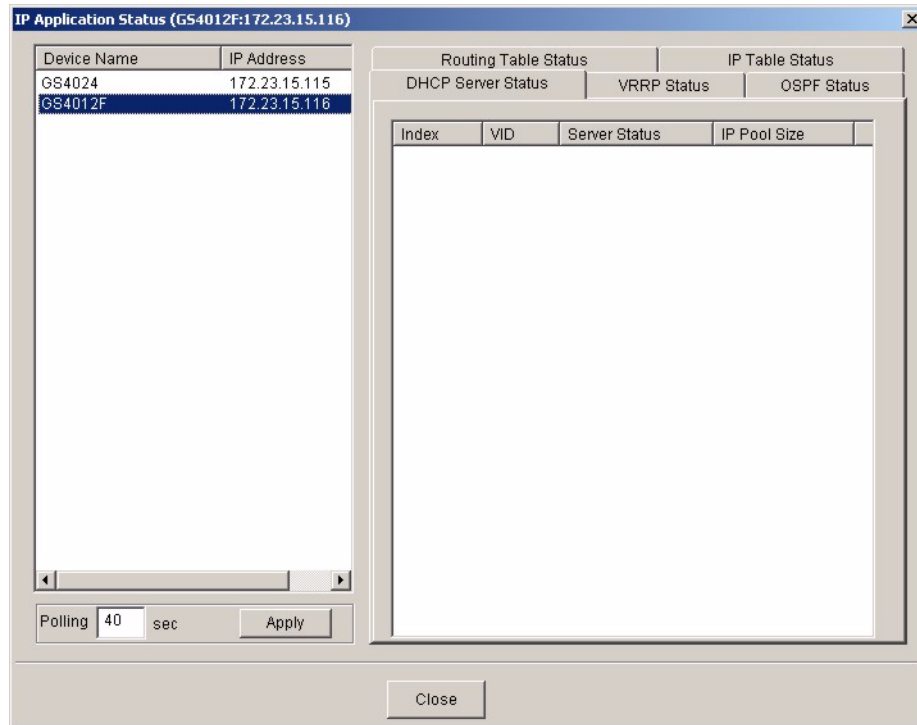 IP Application Status (GS4012F:172.23.15.116)
Device Name IP Address
GS4024 172.23.15.115
GS4012F 172.23.15.116
Polling 40 sec Apply
Routing Table Status IP Table Status
DHCP Server Status VRRP Status OSPF Status
Index VID Server Status IP Pool Size
Close